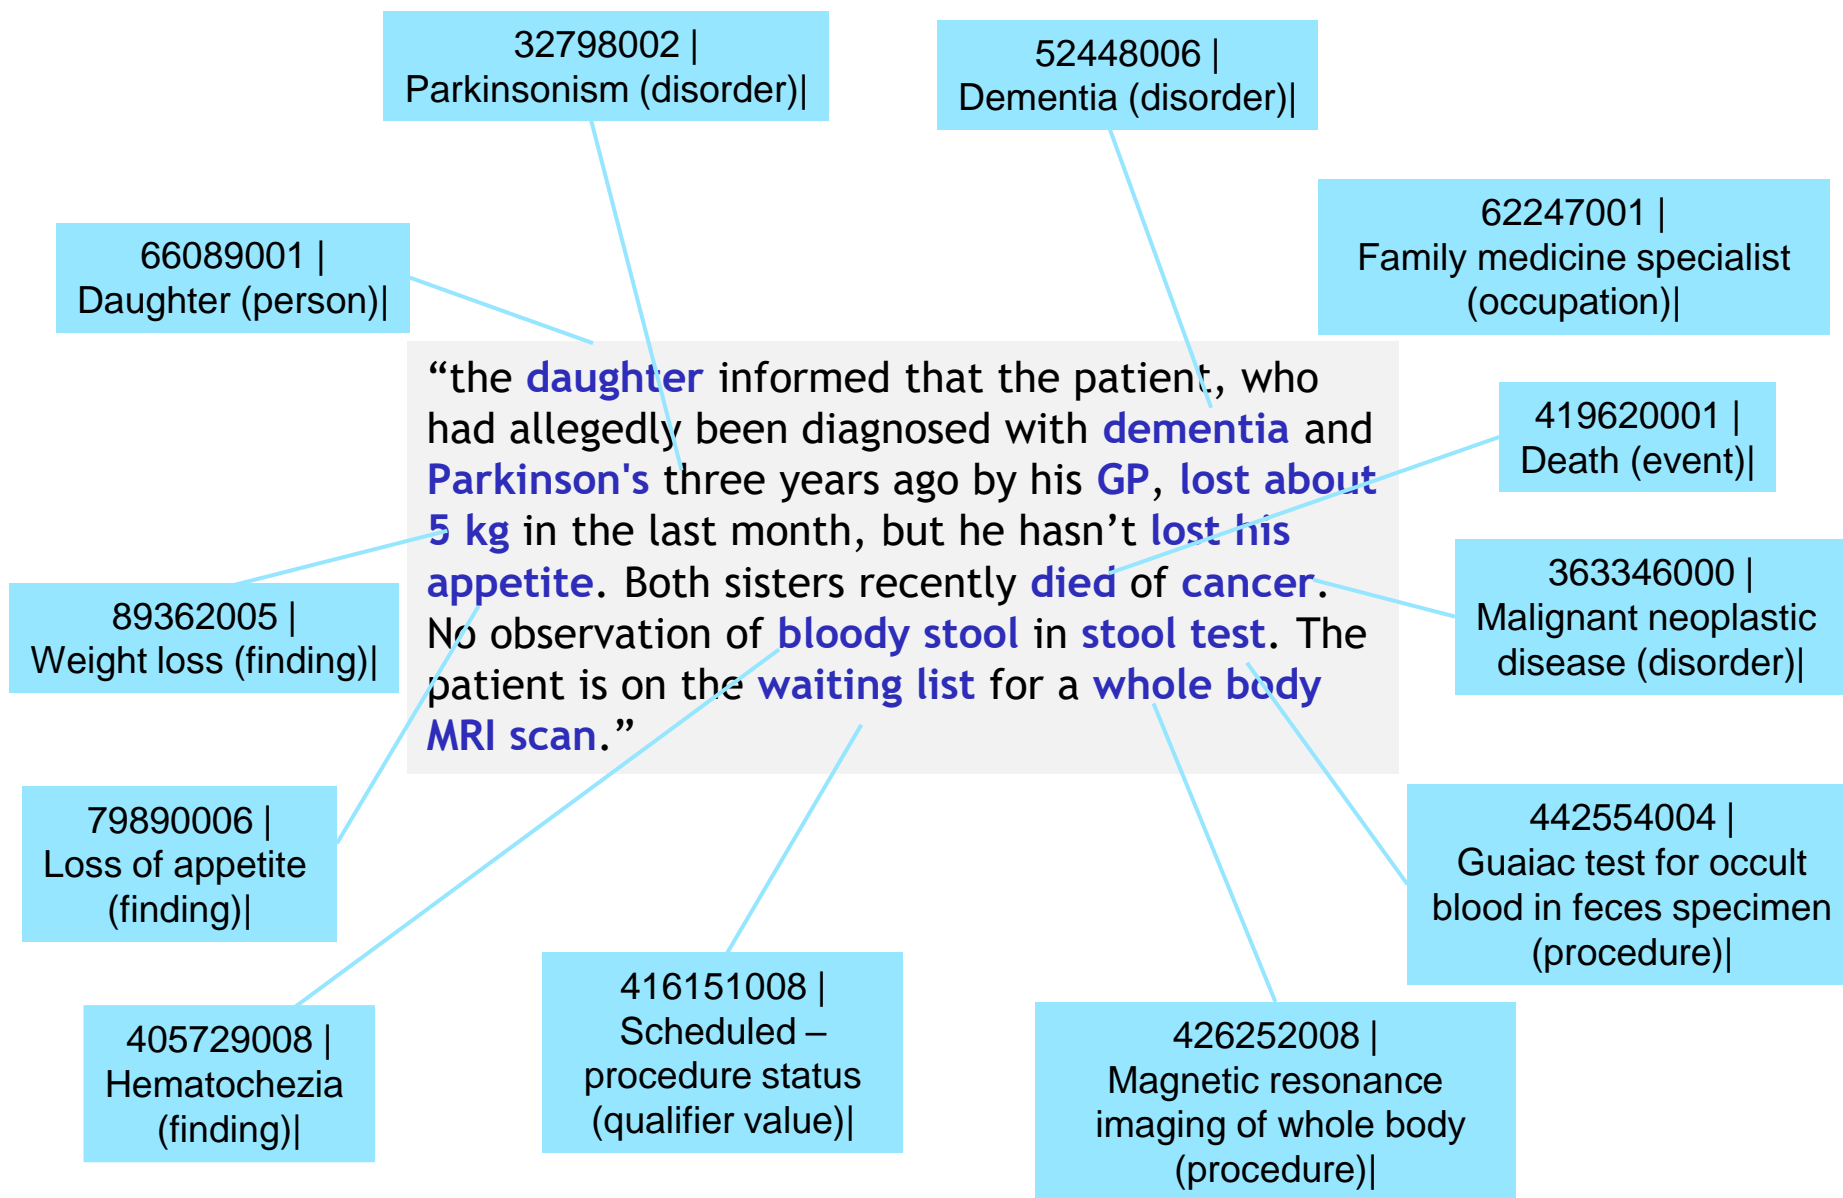 32798002 |
Parkinsonism (disorder)|
52448006 |
Dementia (disorder)|
62247001 |
Family medicine specialist
(occupation)|
66089001 |
Daughter (person)|
“the daughter informed that the patient, who
had allegedly been diagnosed with dementia and
Parkinson's three years ago by his GP, lost about
5 kg in the last month, but he hasn’t lost his
appetite. Both sisters recently died of cancer.
No observation of bloody stool in stool test. The
patient is on the waiting list for a whole body
MRI scan.”
419620001 |
Death (event)|
363346000 |
Malignant neoplastic
disease (disorder)|
89362005 |
Weight loss (finding)|
79890006 |
Loss of appetite
(finding)|
442554004 |
Guaiac test for occult
blood in feces specimen
(procedure)|
405729008 |
Hematochezia
(finding)|
416151008 |
Scheduled –
procedure status
(qualifier value)|
426252008 |
Magnetic resonance
imaging of whole body
(procedure)|